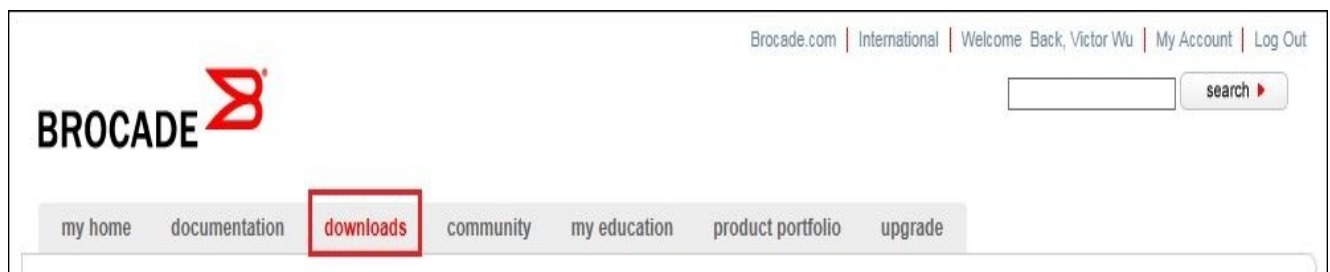 Brocade.com | International | Welcome Back, Victor Wu | My Account | Log Out
search
BROCADE
my home documentation downloads community my education product portfolio upgrade